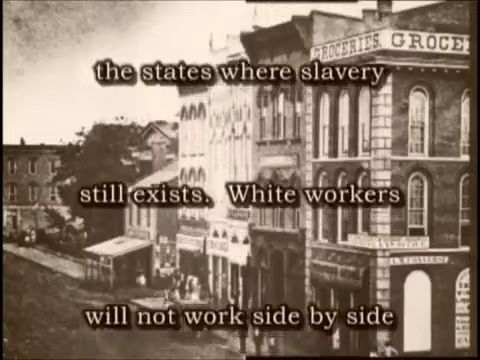 GROCERIES. GROCE
the states where slavery
still exists. White workers
will not work side by side